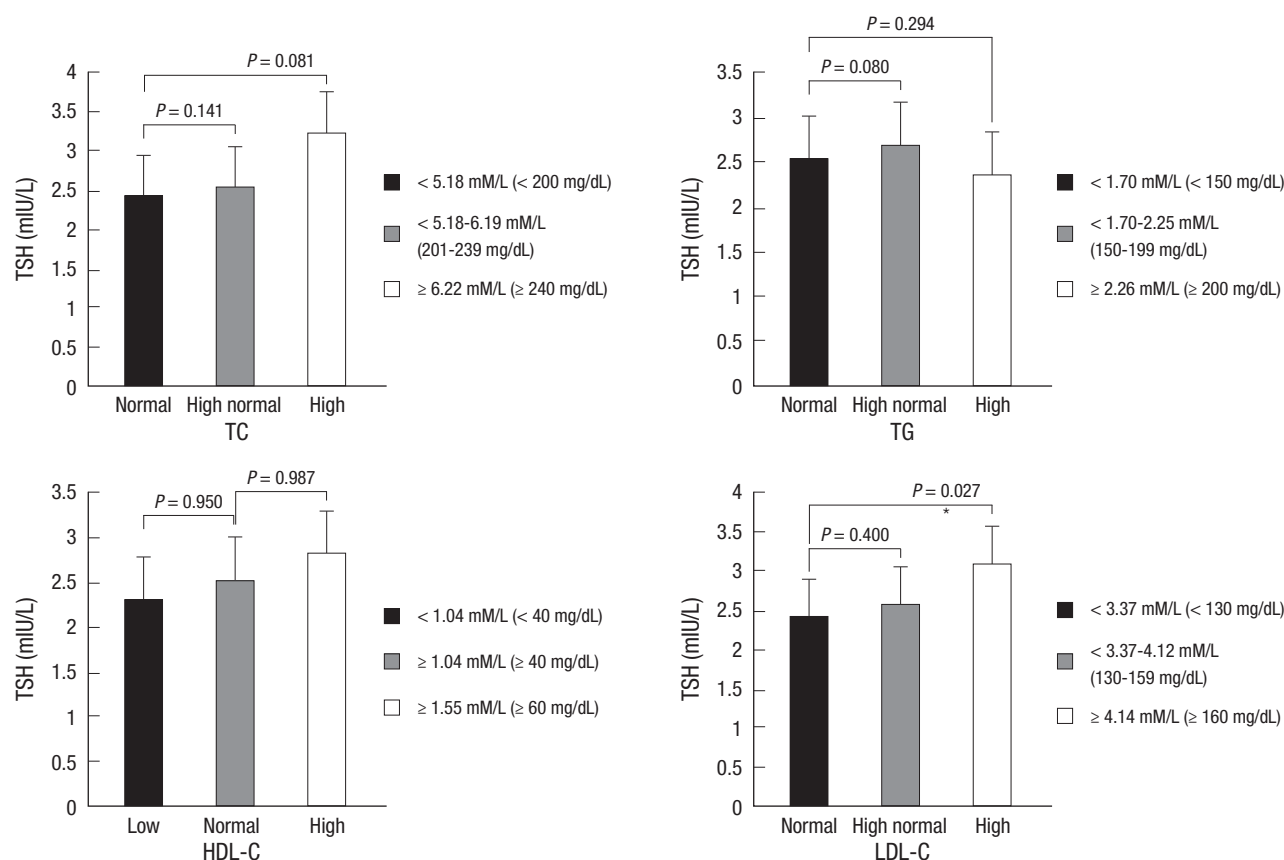 P = 0.081
P = 0.141
4
3.5
3
2.5
2
1.5
1
0.5
0
TSH (mIU/L)
Normal High normal High
TC
< 5.18 mM/L (< 200 mg/dL)
< 5.18-6.19 mM/L
(201-239 mg/dL)
≥ 6.22 mM/L (≥ 240 mg/dL)
P = 0.294
P = 0.080
3.5
3
2.5
2
1.5
1
0.5
0
TSH (mIU/L)
Normal High normal High
TG
< 1.70 mM/L (< 150 mg/dL)
< 1.70-2.25 mM/L
(150-199 mg/dL)
≥ 2.26 mM/L (≥ 200 mg/dL)
P = 0.987
P = 0.950
3.5
3
2.5
2
1.5
1
0.5
0
TSH (mIU/L)
Low Normal High
HDL-C
< 1.04 mM/L (< 40 mg/dL)
≥ 1.04 mM/L (≥ 40 mg/dL)
≥ 1.55 mM/L (≥ 60 mg/dL)
P = 0.027
*
P = 0.400
4
3.5
3
2.5
2
1.5
1
0.5
0
TSH (mIU/L)
Normal High normal High
LDL-C
< 3.37 mM/L (< 130 mg/dL)
< 3.37-4.12 mM/L
(130-159 mg/dL)
≥ 4.14 mM/L (≥ 160 mg/dL)